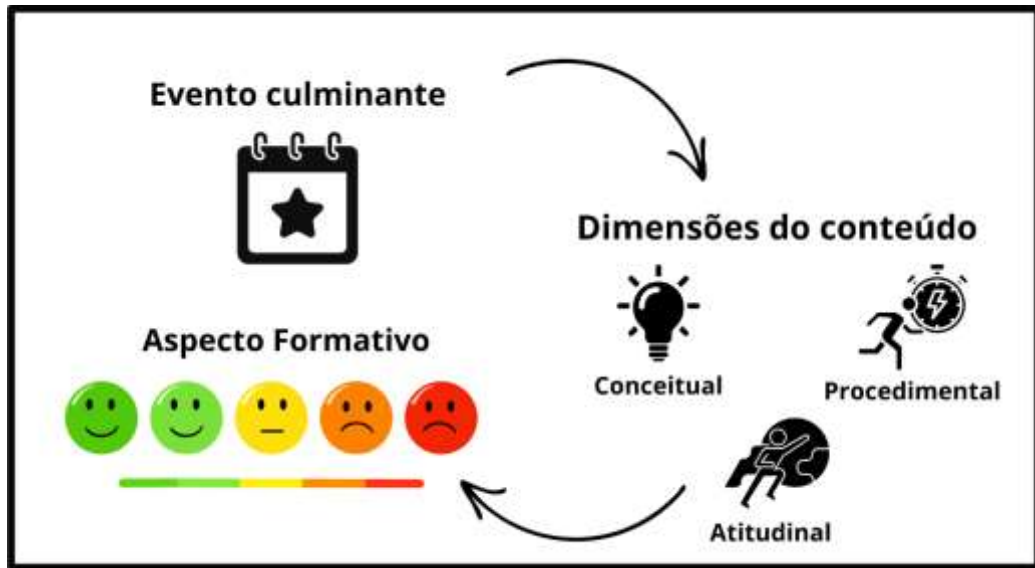 Evento culminante
Dimensões do conteúdo
Conceitual
Procedimental
Atitudinal
Aspecto Formativo